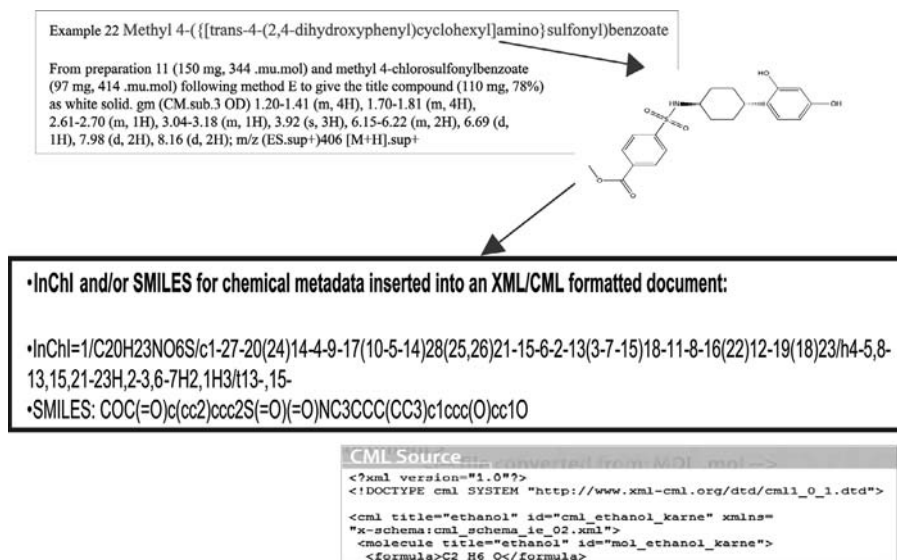 Example 22 Methyl 4-({[trans-4-(2,4-dihydroxyphenyl)cyclohexyl]amino}sulfonyl)benzoate
From preparation 11 (150 mg, 344 .mu.mol) and methyl 4-chlorosulfonylbenzoate
(97 mg, 414 .mu.mol) following method E to give the title compound (110 mg, 78%)
as white solid. gm (CM.sub.3 OD) 1.20-1.41 (m, 4H), 1.70-1.81 (m, 4H),
2.61-2.70 (m, 1H), 3.04-3.18 (m, 1H), 3.92 (s, 3H), 6.15-6.22 (m, 2H), 6.69 (d,
1H), 7.98 (d, 2H), 8.16 (d, 2H); m/z (ES.sup+)406 [M+H].sup+
HO
OH
HN
O
S
O
O
O
•InChI and/or SMILES for chemical metadata inserted into an XML/CML formatted document:
•InChI=1/C20H23NO6S/c1-27-20(24)14-4-9-17(10-5-14)28(25,26)21-15-6-2-13(3-7-15)18-11-8-16(22)12-19(18)23/h4-5,8-
13,15,21-23H,2-3,6-7H2,1H3/t13-,15-
•SMILES: COC(=O)c(cc2)ccc2S(=O)(=O)NC3CCC(CC3)c1ccc(O)cc1O
CML Source
file converted from: MDL .mol -->
<?xml version="1.0"?>
<!DOCTYPE cml SYSTEM "http://www.xml-cml.org/dtd/cml1_0_1.dtd">
<cml title="ethanol" id="cml_ethanol_karne" xmlns=
"x-schema:cml_schema_ie_02.xml">
<molecule title="ethanol" id="mol_ethanol_karne">
<formula>C2 H6 O</formula>